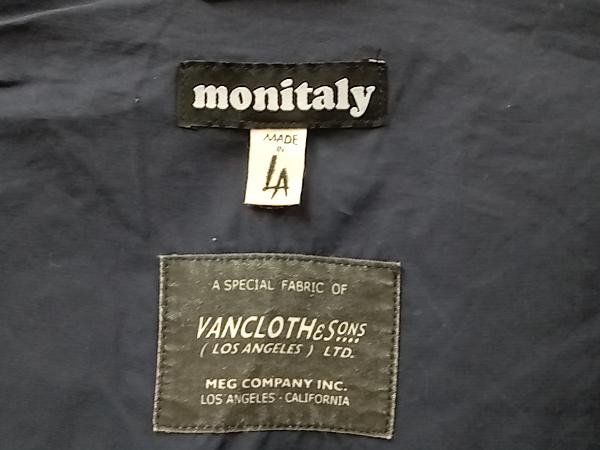 monitaly
MADE
IN
LA
A SPECIAL FABRIC OF
VANCLOTH & SONS
( LOS ANGELES ) LTD.
MEG COMPANY INC.
LOS ANGELES - CALIFORNIA